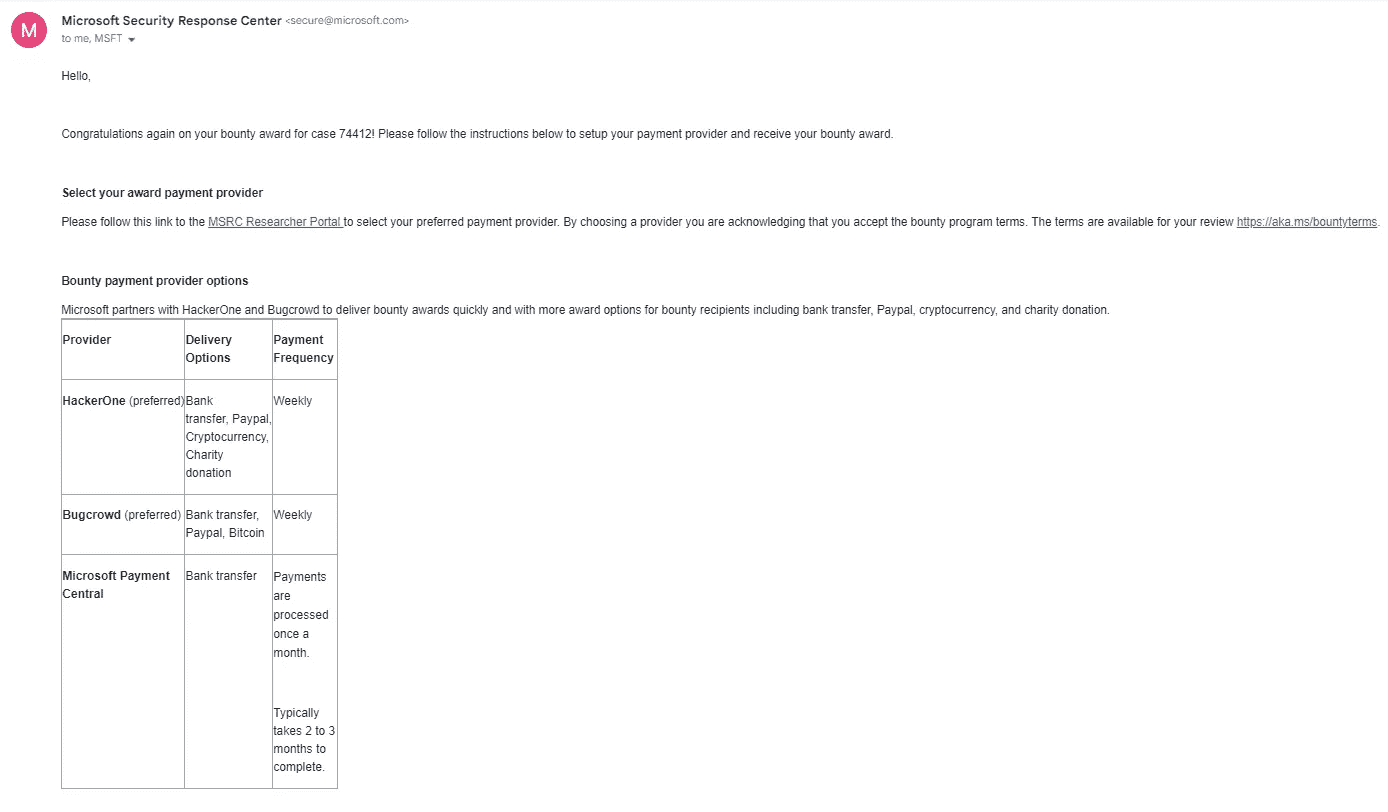 M
Microsoft Security Response Center <secure@microsoft.com>
to me, MSFT
Hello,
Congratulations again on your bounty award for case 74412! Please follow the instructions below to setup your payment provider and receive your bounty award.
Select your award payment provider
Please follow this link to the MSRC Researcher Portal to select your preferred payment provider. By choosing a provider you are acknowledging that you accept the bounty program terms. The terms are available for your review https://aka.ms/bountyterms.
Bounty payment provider options
Microsoft partners with HackerOne and Bugcrowd to deliver bounty awards quickly and with more award options for bounty recipients including bank transfer, Paypal, cryptocurrency, and charity donation.
Provider
Delivery
Options
Payment
Frequency
HackerOne (preferred)
Bank
transfer, Paypal,
Cryptocurrency,
Charity
donation
Weekly
Bugcrowd (preferred)
Bank transfer,
Paypal, Bitcoin
Weekly
Microsoft Payment
Central
Bank transfer
Payments
are
processed
once a
month.
Typically
takes 2 to 3
months to
complete.